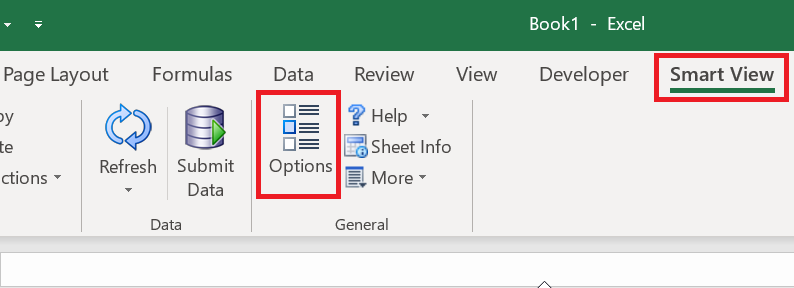 Book1 - Excel
Page Layout Formulas Data Review View Developer Smart View
py
te
ctions
Refresh
Submit Data
Options
Help
Sheet Info
More
Data
General